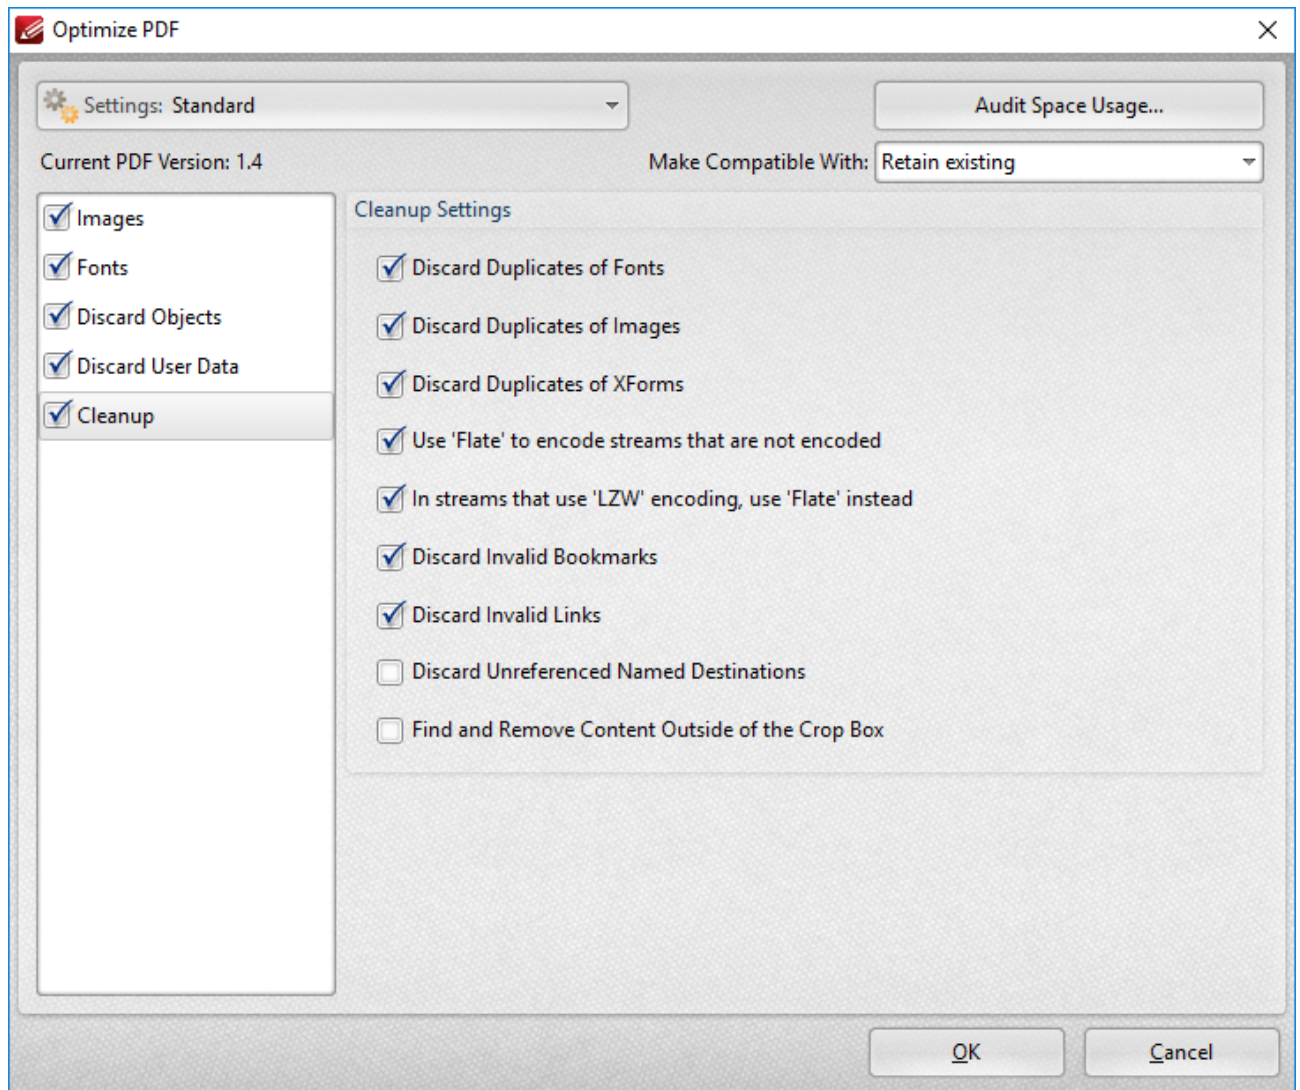 Optimize PDF
Settings: Standard
Audit Space Usage...
Current PDF Version: 1.4
Make Compatible With: Retain existing
Images
Fonts
Discard Objects
Discard User Data
Cleanup
Cleanup Settings
Discard Duplicates of Fonts
Discard Duplicates of Images
Discard Duplicates of XForms
Use 'Flate' to encode streams that are not encoded
In streams that use 'LZW' encoding, use 'Flate' instead
Discard Invalid Bookmarks
Discard Invalid Links
Discard Unreferenced Named Destinations
Find and Remove Content Outside of the Crop Box
OK
Cancel